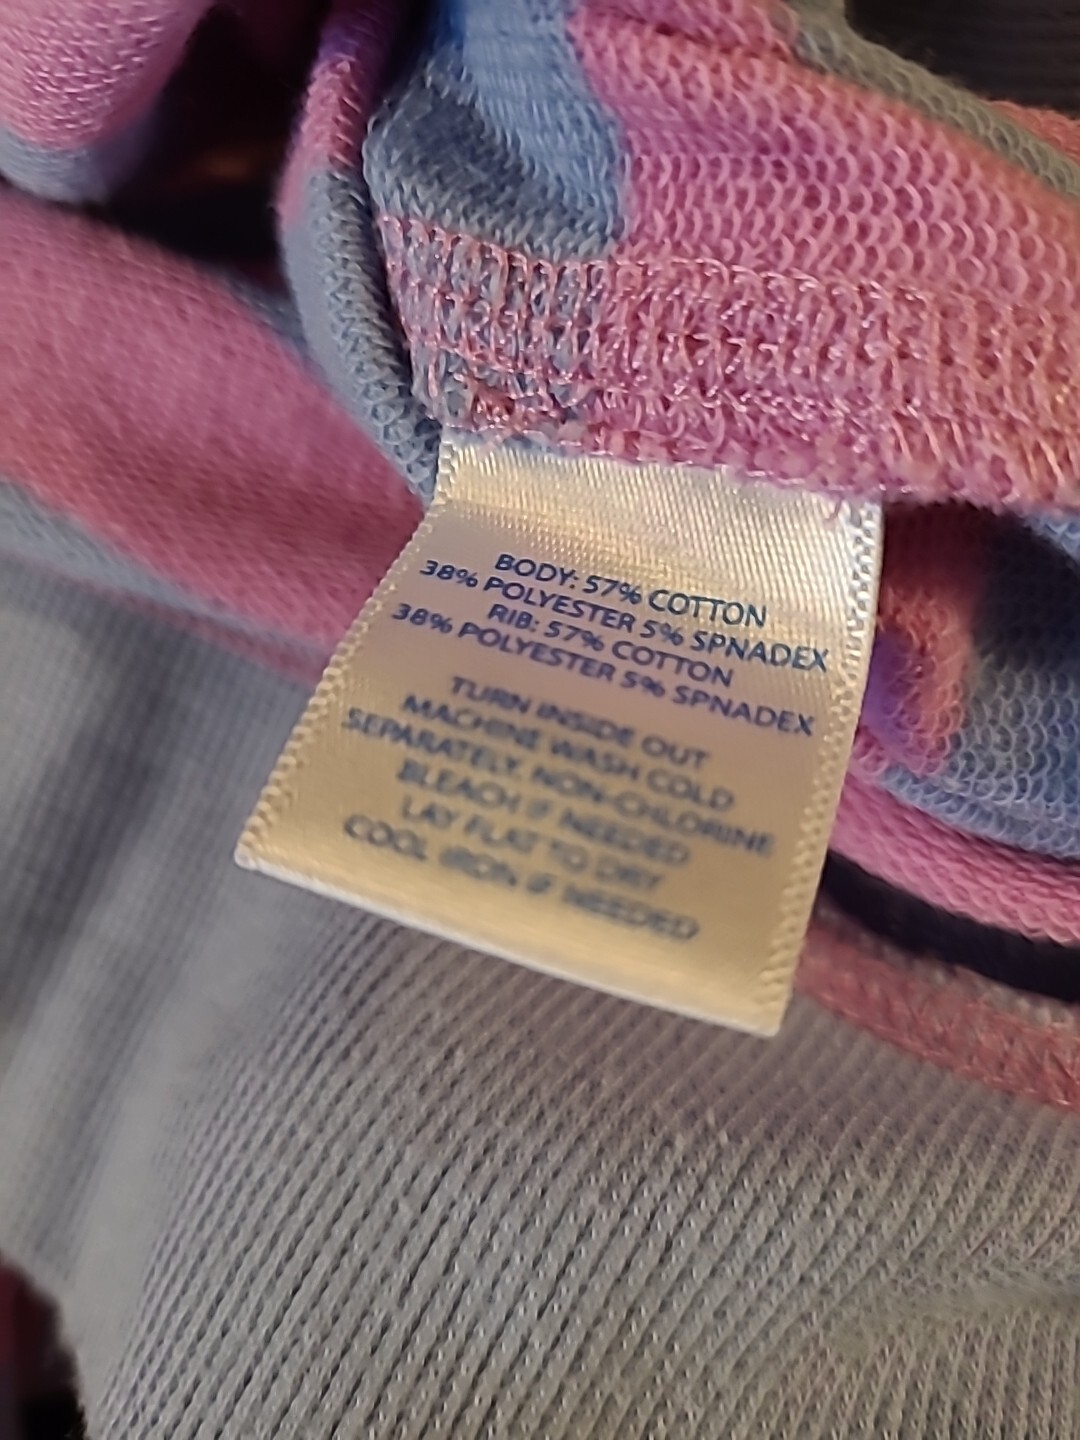 BODY: 57% COTTON
38% POLYESTER 5% SPNADEX
RIB: 57% COTTON
38% POLYESTER 5% SPNADEX
TURN INSIDE OUT
MACHINE WASH COLD
SEPARATELY. NON-CHLORINE
BLEACH IF NEEDED
LAY FLAT TO DRY
COOL IRON IF NEEDED